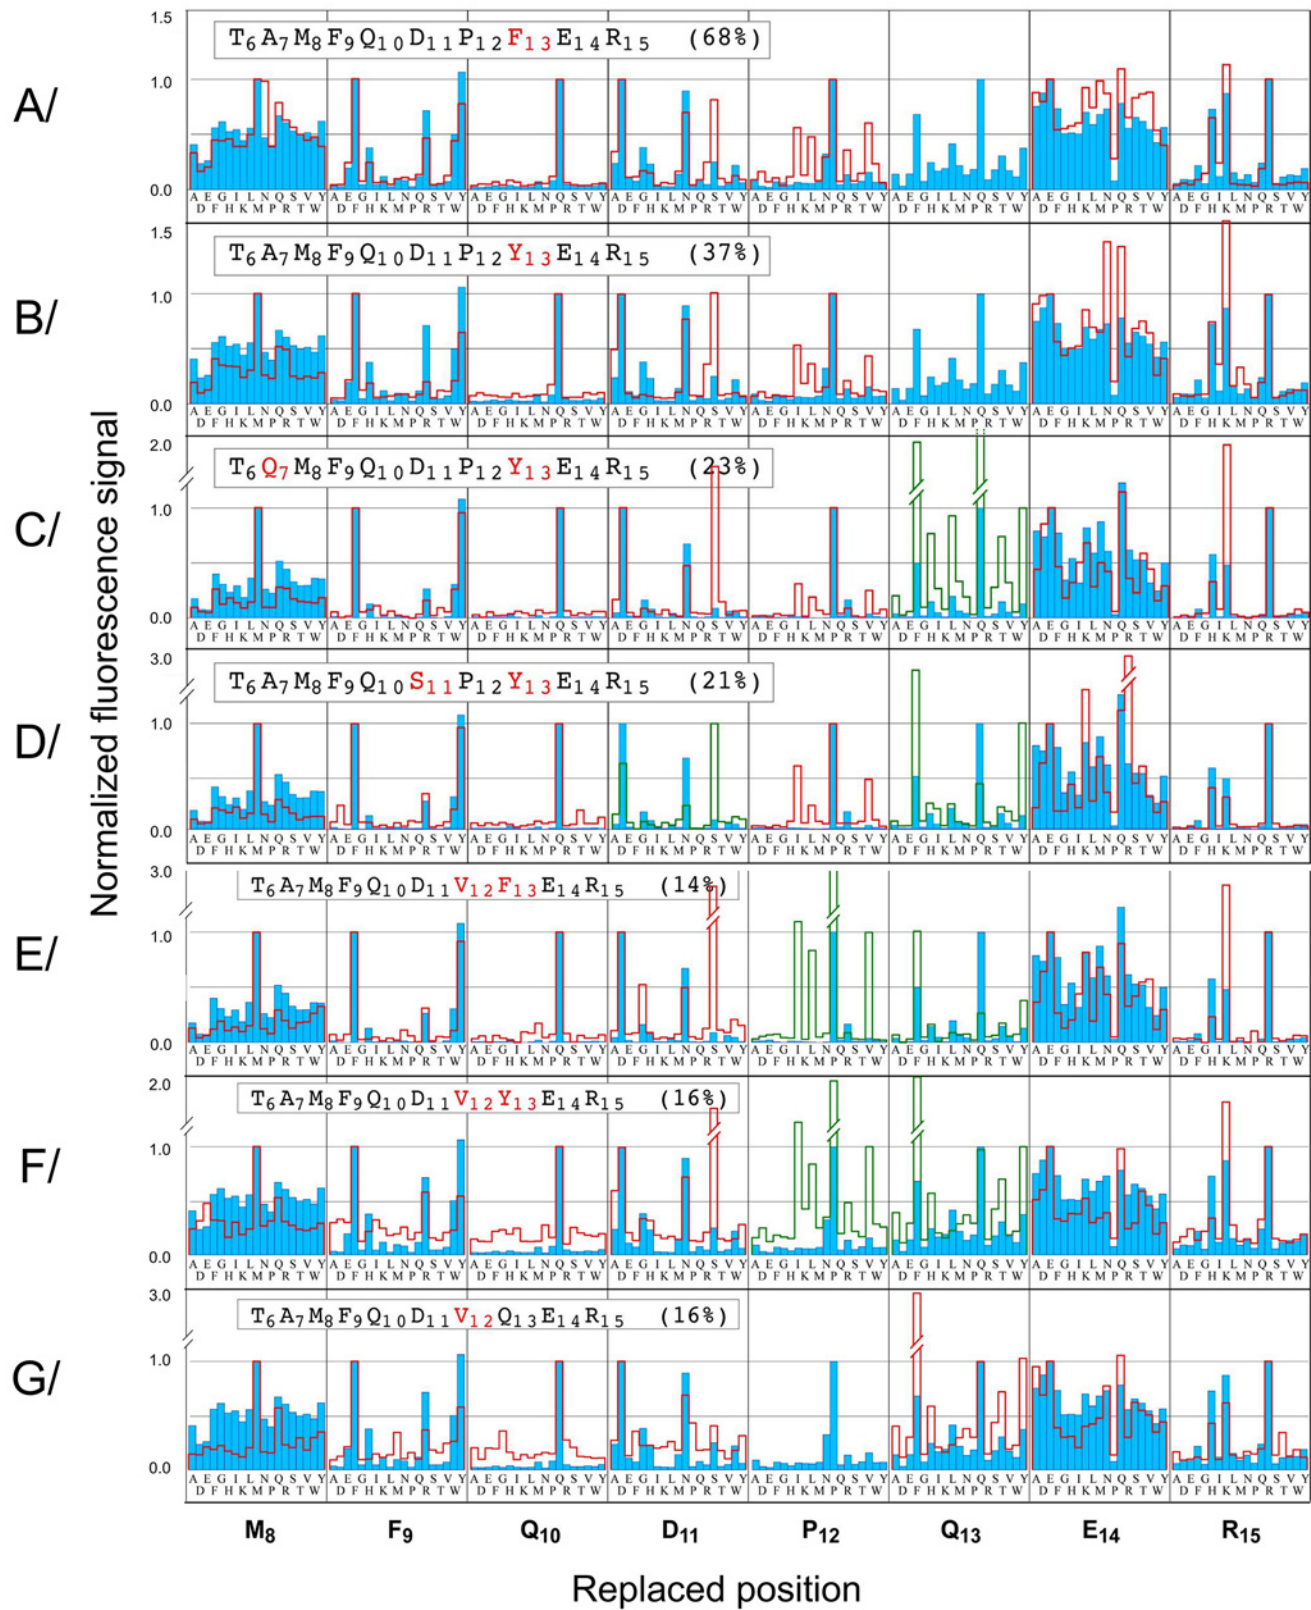 1.5
T₆A₇M₈F₉Q₁₀D₁₁P₁₂F₁₃E₁₄R₁₅ (68%)
A/
1.0
0.0
A E G I L N Q S V Y A E G I L N Q S V Y A E G I L N Q S V Y A E G I L N Q S V Y A E G I L N Q S V Y A E G I L N Q S V Y A E G I L N Q S V Y A E G I L N Q S V Y
D F H K M P R T W D F H K M P R T W D F H K M P R T W D F H K M P R T W D F H K M P R T W D F H K M P R T W D F H K M P R T W D F H K M P R T W
1.5
T₆A₇M₈F₉Q₁₀D₁₁P₁₂Y₁₃E₁₄R₁₅ (37%)
B/
1.0
0.0
A E G I L N Q S V Y A E G I L N Q S V Y A E G I L N Q S V Y A E G I L N Q S V Y A E G I L N Q S V Y A E G I L N Q S V Y A E G I L N Q S V Y A E G I L N Q S V Y
D F H K M P R T W D F H K M P R T W D F H K M P R T W D F H K M P R T W D F H K M P R T W D F H K M P R T W D F H K M P R T W D F H K M P R T W
2.0
T₆Q₇M₈F₉Q₁₀D₁₁P₁₂Y₁₃E₁₄R₁₅ (23%)
C/
1.0
0.0
A E G I L N Q S V Y A E G I L N Q S V Y A E G I L N Q S V Y A E G I L N Q S V Y A E G I L N Q S V Y A E G I L N Q S V Y A E G I L N Q S V Y A E G I L N Q S V Y
D F H K M P R T W D F H K M P R T W D F H K M P R T W D F H K M P R T W D F H K M P R T W D F H K M P R T W D F H K M P R T W D F H K M P R T W
3.0
T₆A₇M₈F₉Q₁₀S₁₁P₁₂Y₁₃E₁₄R₁₅ (21%)
D/
1.0
0.0
A E G I L N Q S V Y A E G I L N Q S V Y A E G I L N Q S V Y A E G I L N Q S V Y A E G I L N Q S V Y A E G I L N Q S V Y A E G I L N Q S V Y A E G I L N Q S V Y
D F H K M P R T W D F H K M P R T W D F H K M P R T W D F H K M P R T W D F H K M P R T W D F H K M P R T W D F H K M P R T W D F H K M P R T W
3.0
T₆A₇M₈F₉Q₁₀D₁₁V₁₂F₁₃E₁₄R₁₅ (14%)
E/
1.0
0.0
A E G I L N Q S V Y A E G I L N Q S V Y A E G I L N Q S V Y A E G I L N Q S V Y A E G I L N Q S V Y A E G I L N Q S V Y A E G I L N Q S V Y A E G I L N Q S V Y
D F H K M P R T W D F H K M P R T W D F H K M P R T W D F H K M P R T W D F H K M P R T W D F H K M P R T W D F H K M P R T W D F H K M P R T W
2.0
T₆A₇M₈F₉Q₁₀D₁₁V₁₂Y₁₃E₁₄R₁₅ (16%)
F/
1.0
0.0
A E G I L N Q S V Y A E G I L N Q S V Y A E G I L N Q S V Y A E G I L N Q S V Y A E G I L N Q S V Y A E G I L N Q S V Y A E G I L N Q S V Y A E G I L N Q S V Y
D F H K M P R T W D F H K M P R T W D F H K M P R T W D F H K M P R T W D F H K M P R T W D F H K M P R T W D F H K M P R T W D F H K M P R T W
3.0
T₆A₇M₈F₉Q₁₀D₁₁V₁₂Q₁₃E₁₄R₁₅ (16%)
G/
1.0
0.0
A E G I L N Q S V Y A E G I L N Q S V Y A E G I L N Q S V Y A E G I L N Q S V Y A E G I L N Q S V Y A E G I L N Q S V Y A E G I L N Q S V Y A E G I L N Q S V Y
D F H K M P R T W D F H K M P R T W D F H K M P R T W D F H K M P R T W D F H K M P R T W D F H K M P R T W D F H K M P R T W D F H K M P R T W
M₈ F₉ Q₁₀ D₁₁ P₁₂ Q₁₃ E₁₄ R₁₅
Replaced position
Normalized fluorescence signal